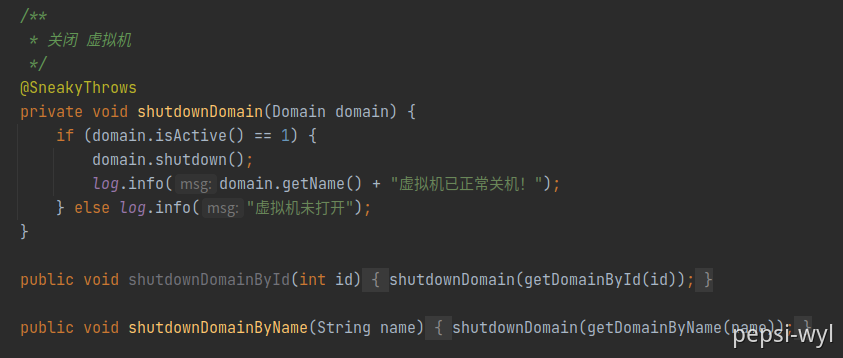 /**
 * 关闭 虚拟机
 */
@SneakyThrows
private void shutdownDomain(Domain domain) {
    if (domain.isActive() == 1) {
        domain.shutdown();
        log.info( msg: domain.getName() + "虚拟机已正常关机!");
    } else log.info( msg: "虚拟机未打开");
}
public void shutdownDomainById(int id) { shutdownDomain(getDomainById(id)); }
public void shutdownDomainByName(String name) { shutdownDomain(getDomainByName(name)); }
pepsi-wyl